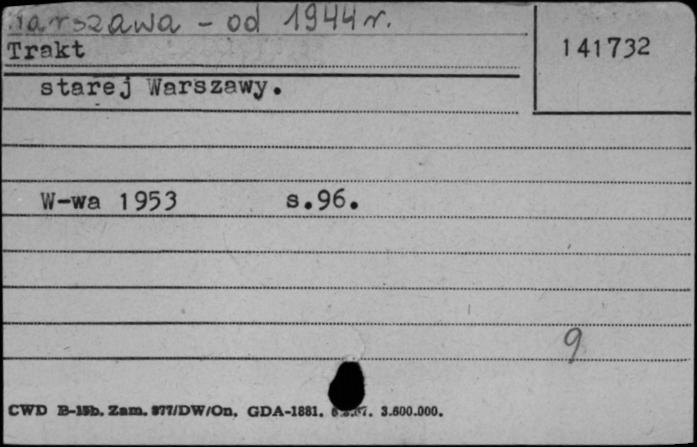 Warszawa - od 1944 r.
Trakt
141732
starej Warszawy.
W-wa 1953 s.96.
9
CWD B-15b. Zam. 977/DW/On. GDA-1881. 3.600.000.